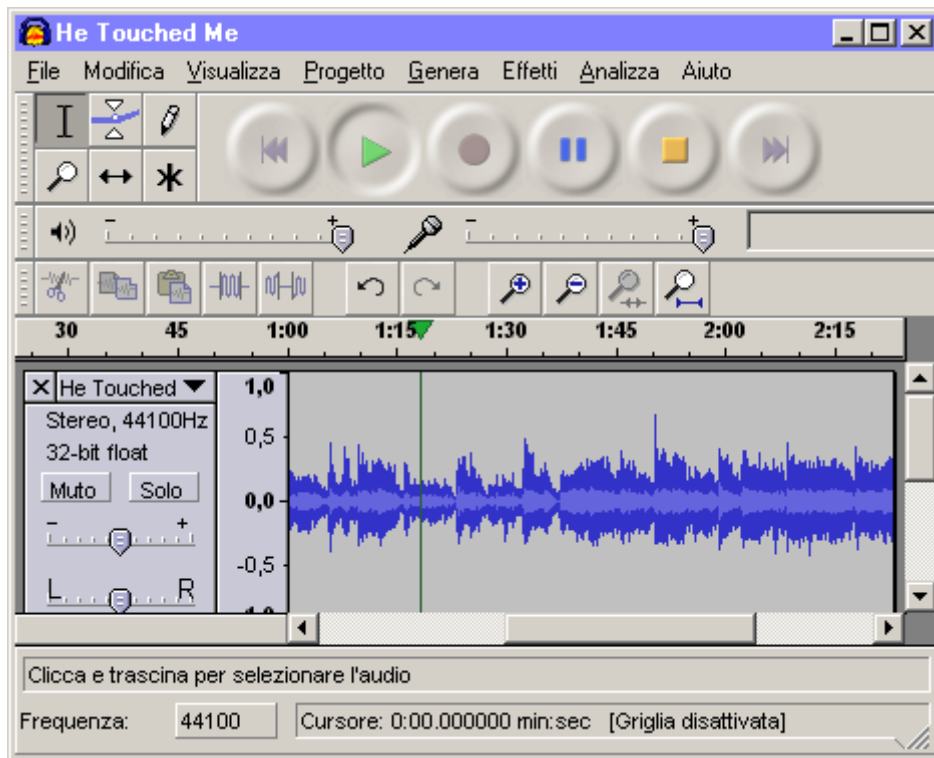 He Touched Me
File Modifica Visualizza Progetto Genera Effetti Analizza Aiuto
- + - +
30 45 1:00 1:15 1:30 1:45 2:00 2:15
He Touched
Stereo, 44100Hz
32-bit float
Muto Solo
- +
L R
1,0
0,5
0,0
-0,5
Clicca e trascina per selezionare l'audio
Frequenza: 44100 Cursore: 0:00.000000 min:sec [Griglia disattivata]